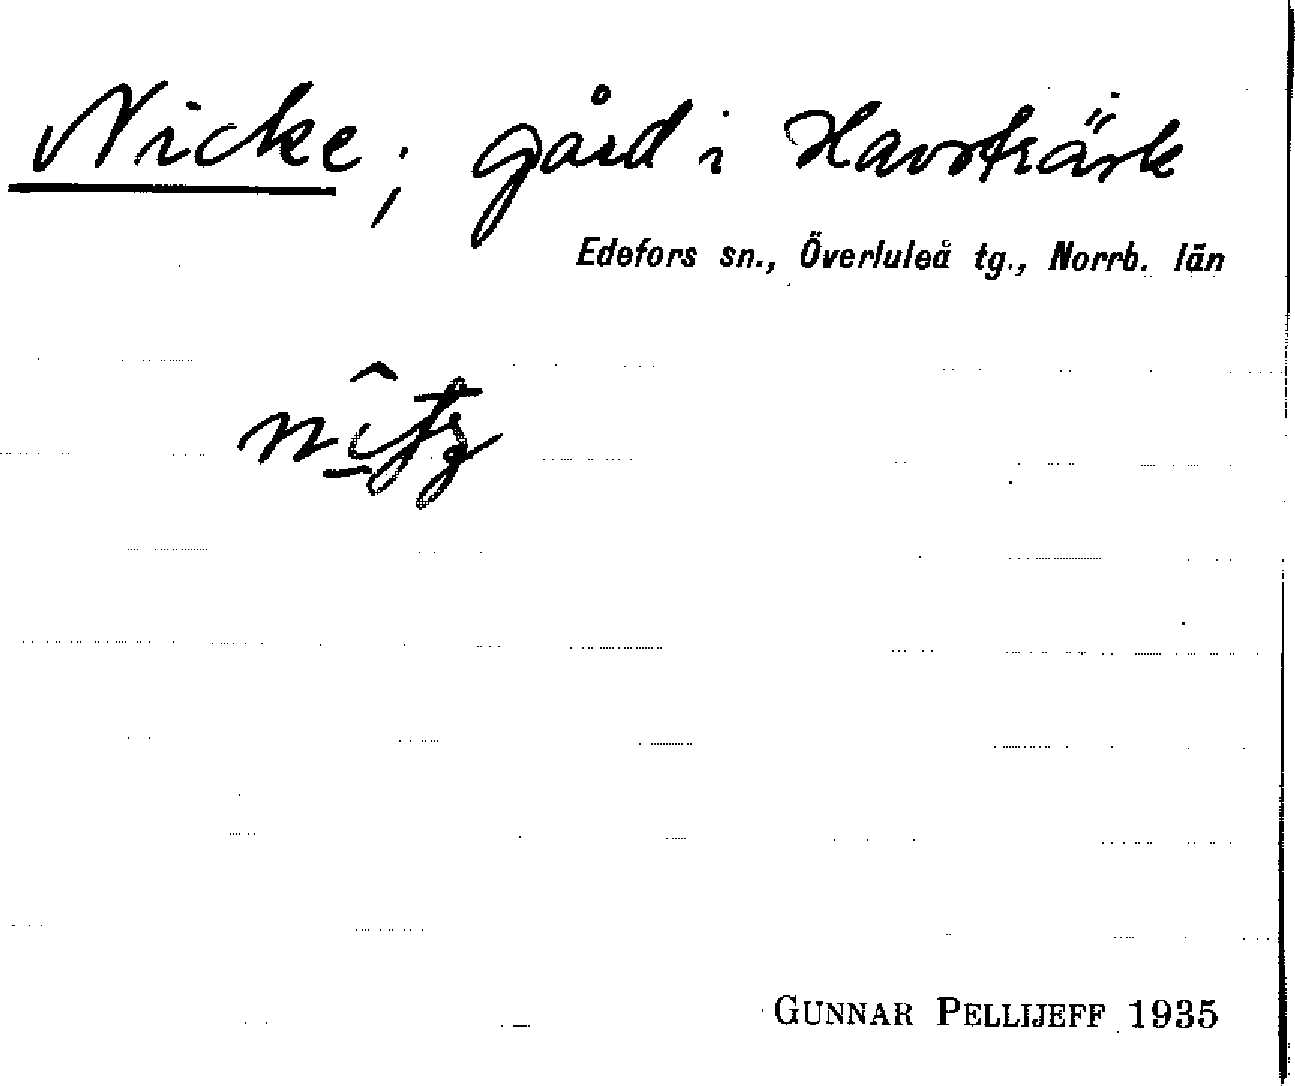 Nicke; gård i Havsträsk
Edefors sn., Överluleå tg., Norrb. län
GUNNAR PELLIJEFF 1935